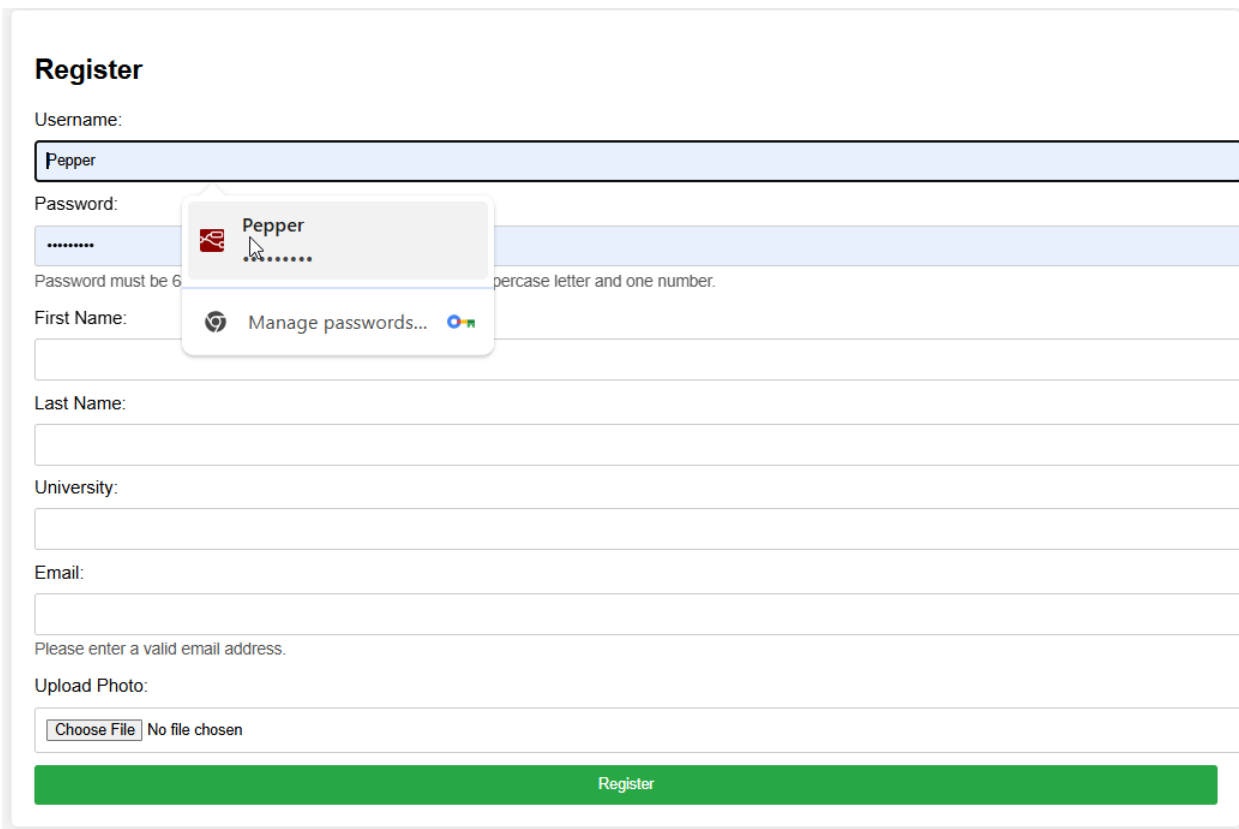 Register
Username:
Pepper
Password:
•••••••••
Pepper
•••••••••
Password must be 6
percase letter and one number.
Manage passwords...
First Name:
Last Name:
University:
Email:
Please enter a valid email address.
Upload Photo:
Choose File No file chosen
Register